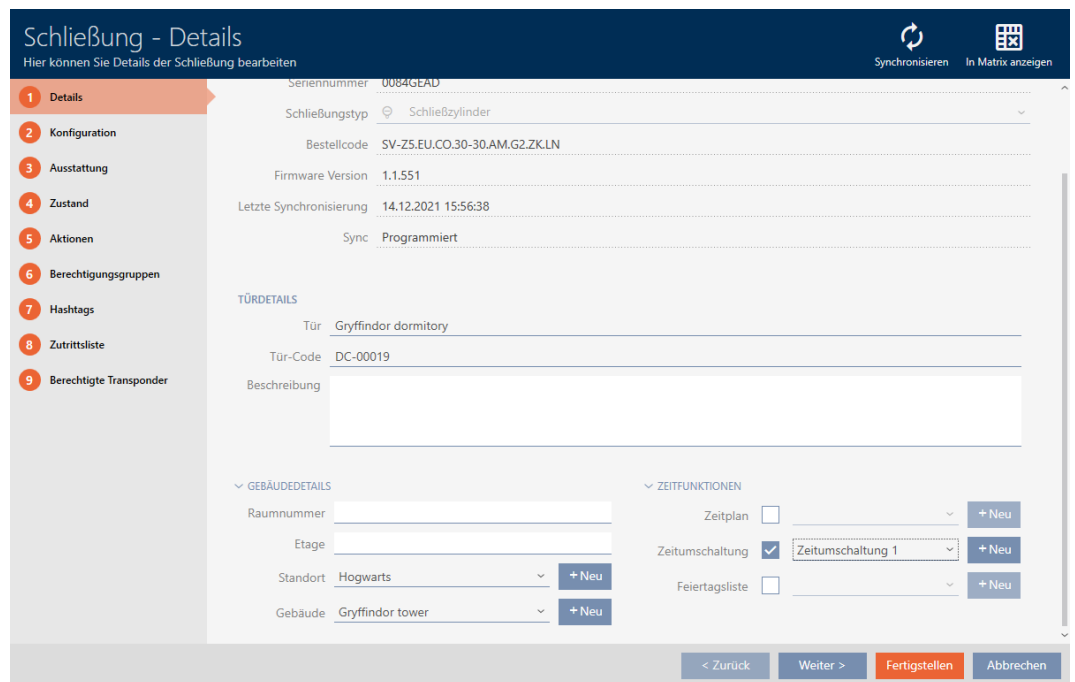 Schließung - Details
Hier können Sie Details der Schließung bearbeiten
Synchronisieren
In Matrix anzeigen
1 Details
2 Konfiguration
3 Ausstattung
4 Zustand
5 Aktionen
6 Berechtigungsgruppen
7 Hashtags
8 Zutrittsliste
9 Berechtigte Transponder
Seriennummer 0084GEAD
Schließungstyp Schließzylinder
Bestellcode SV-Z5.EU.CO.30-30.AM.G2.ZK.LN
Firmware Version 1.1.551
Letzte Synchronisierung 14.12.2021 15:56:38
Sync Programmiert
TÜRDETAILS
Tür Gryffindor dormitory
Tür-Code DC-00019
Beschreibung
GEBÄUDEDETAILS
Raumnummer
Etage
Standort Hogwarts + Neu
Gebäude Gryffindor tower + Neu
ZEITFUNKTIONEN
Zeitplan + Neu
Zeitumschaltung Zeitumschaltung 1 + Neu
Feiertagsliste + Neu
< Zurück
Weiter >
Fertigstellen
Abbrechen